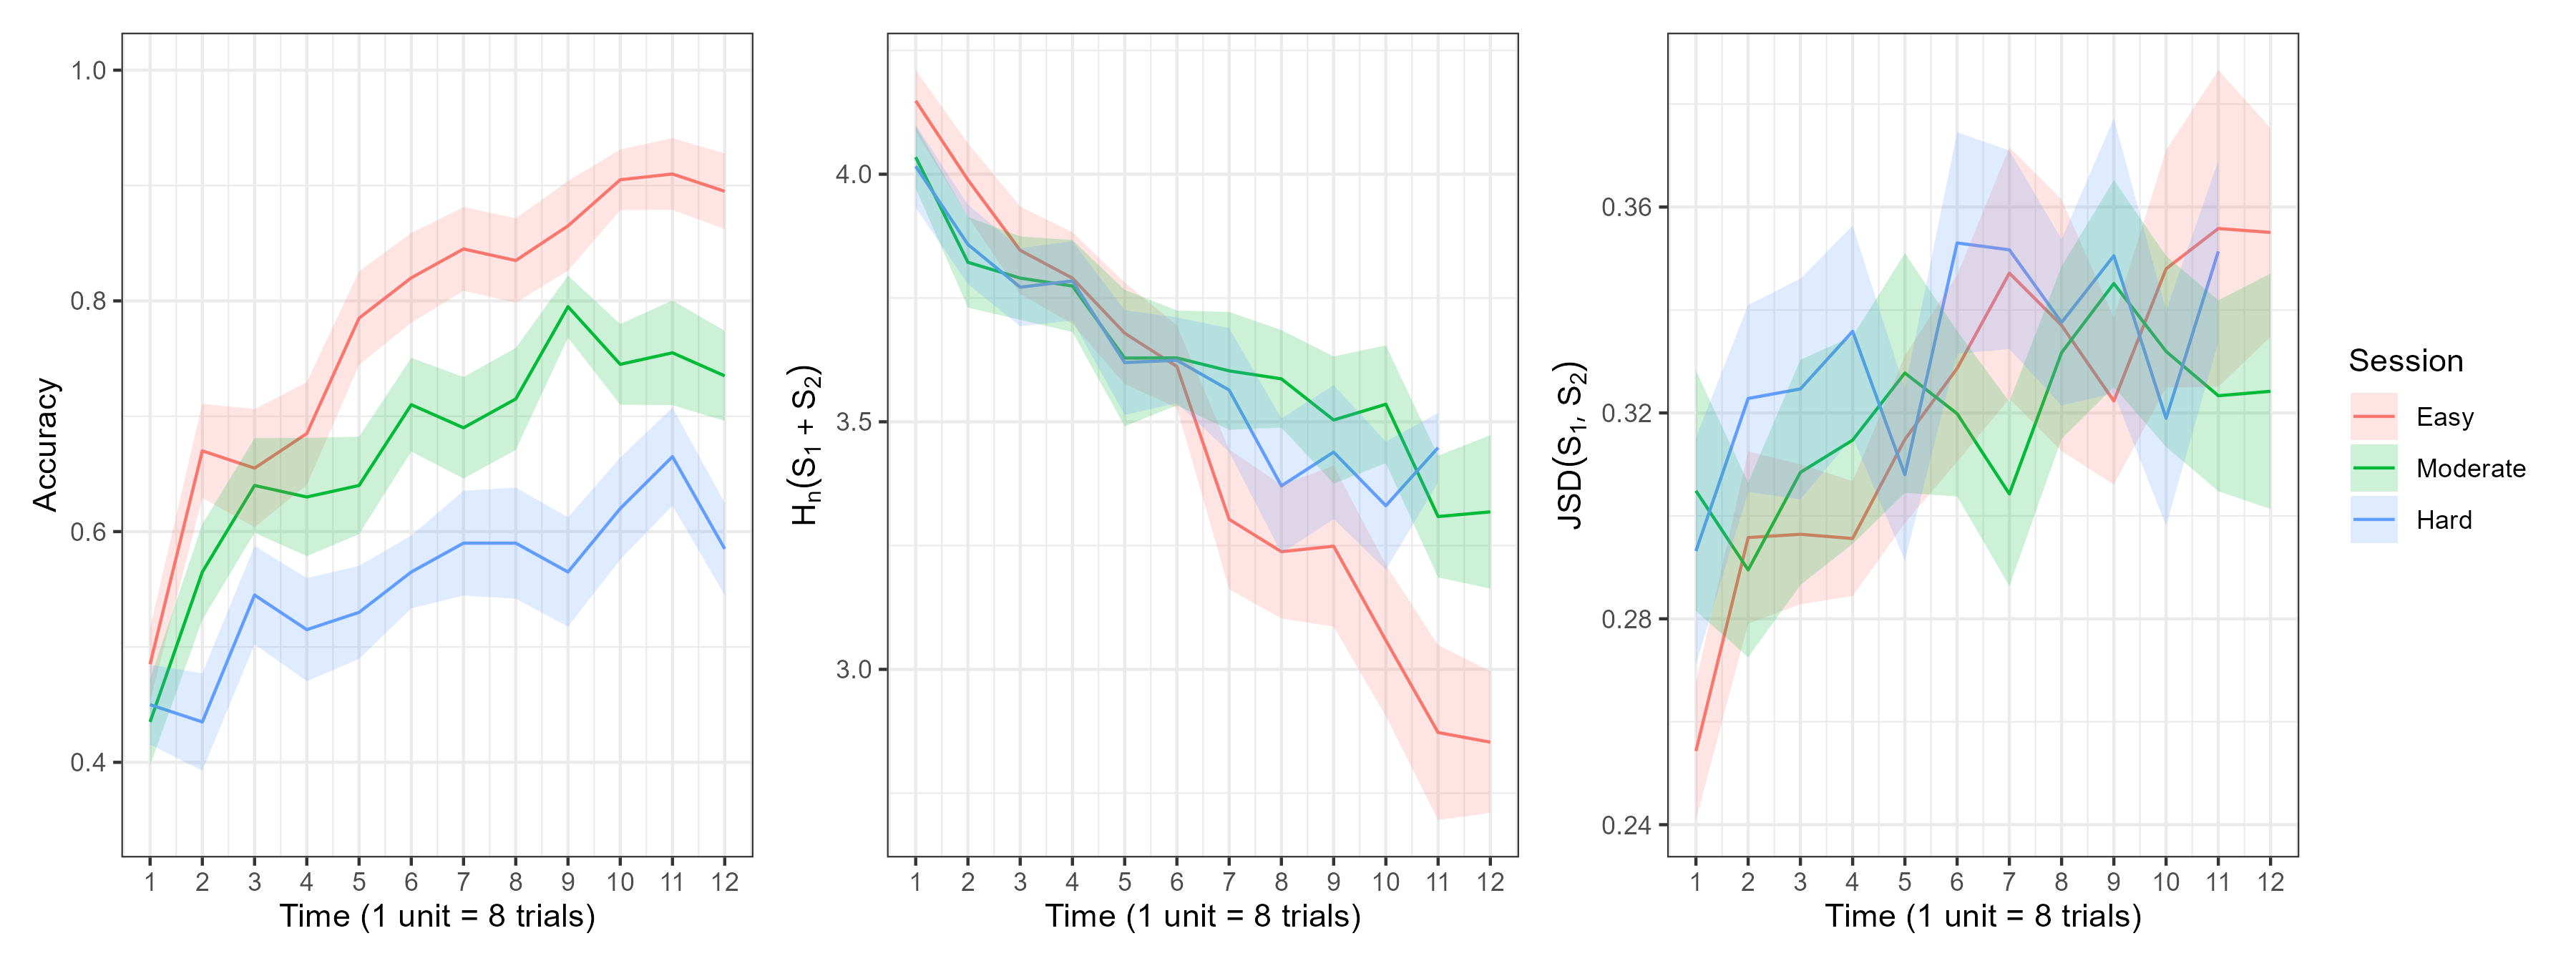 Accuracy
1.0
0.8
0.6
0.4
1 2 3 4 5 6 7 8 9 10 11 12
Time (1 unit = 8 trials)
Hₙ(S₁ + S₂)
4.0
3.5
3.0
1 2 3 4 5 6 7 8 9 10 11 12
Time (1 unit = 8 trials)
JSD(S₁, S₂)
0.36
0.32
0.28
0.24
1 2 3 4 5 6 7 8 9 10 11 12
Time (1 unit = 8 trials)
Session
Easy
Moderate
Hard